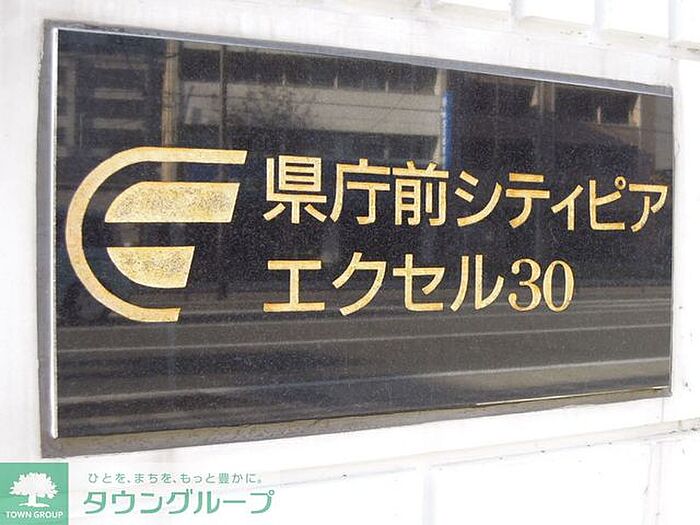 県庁前シティピア
エクセル30
ひとを、まちを、もっと豊かに。
タウングループ
TOWN GROUP